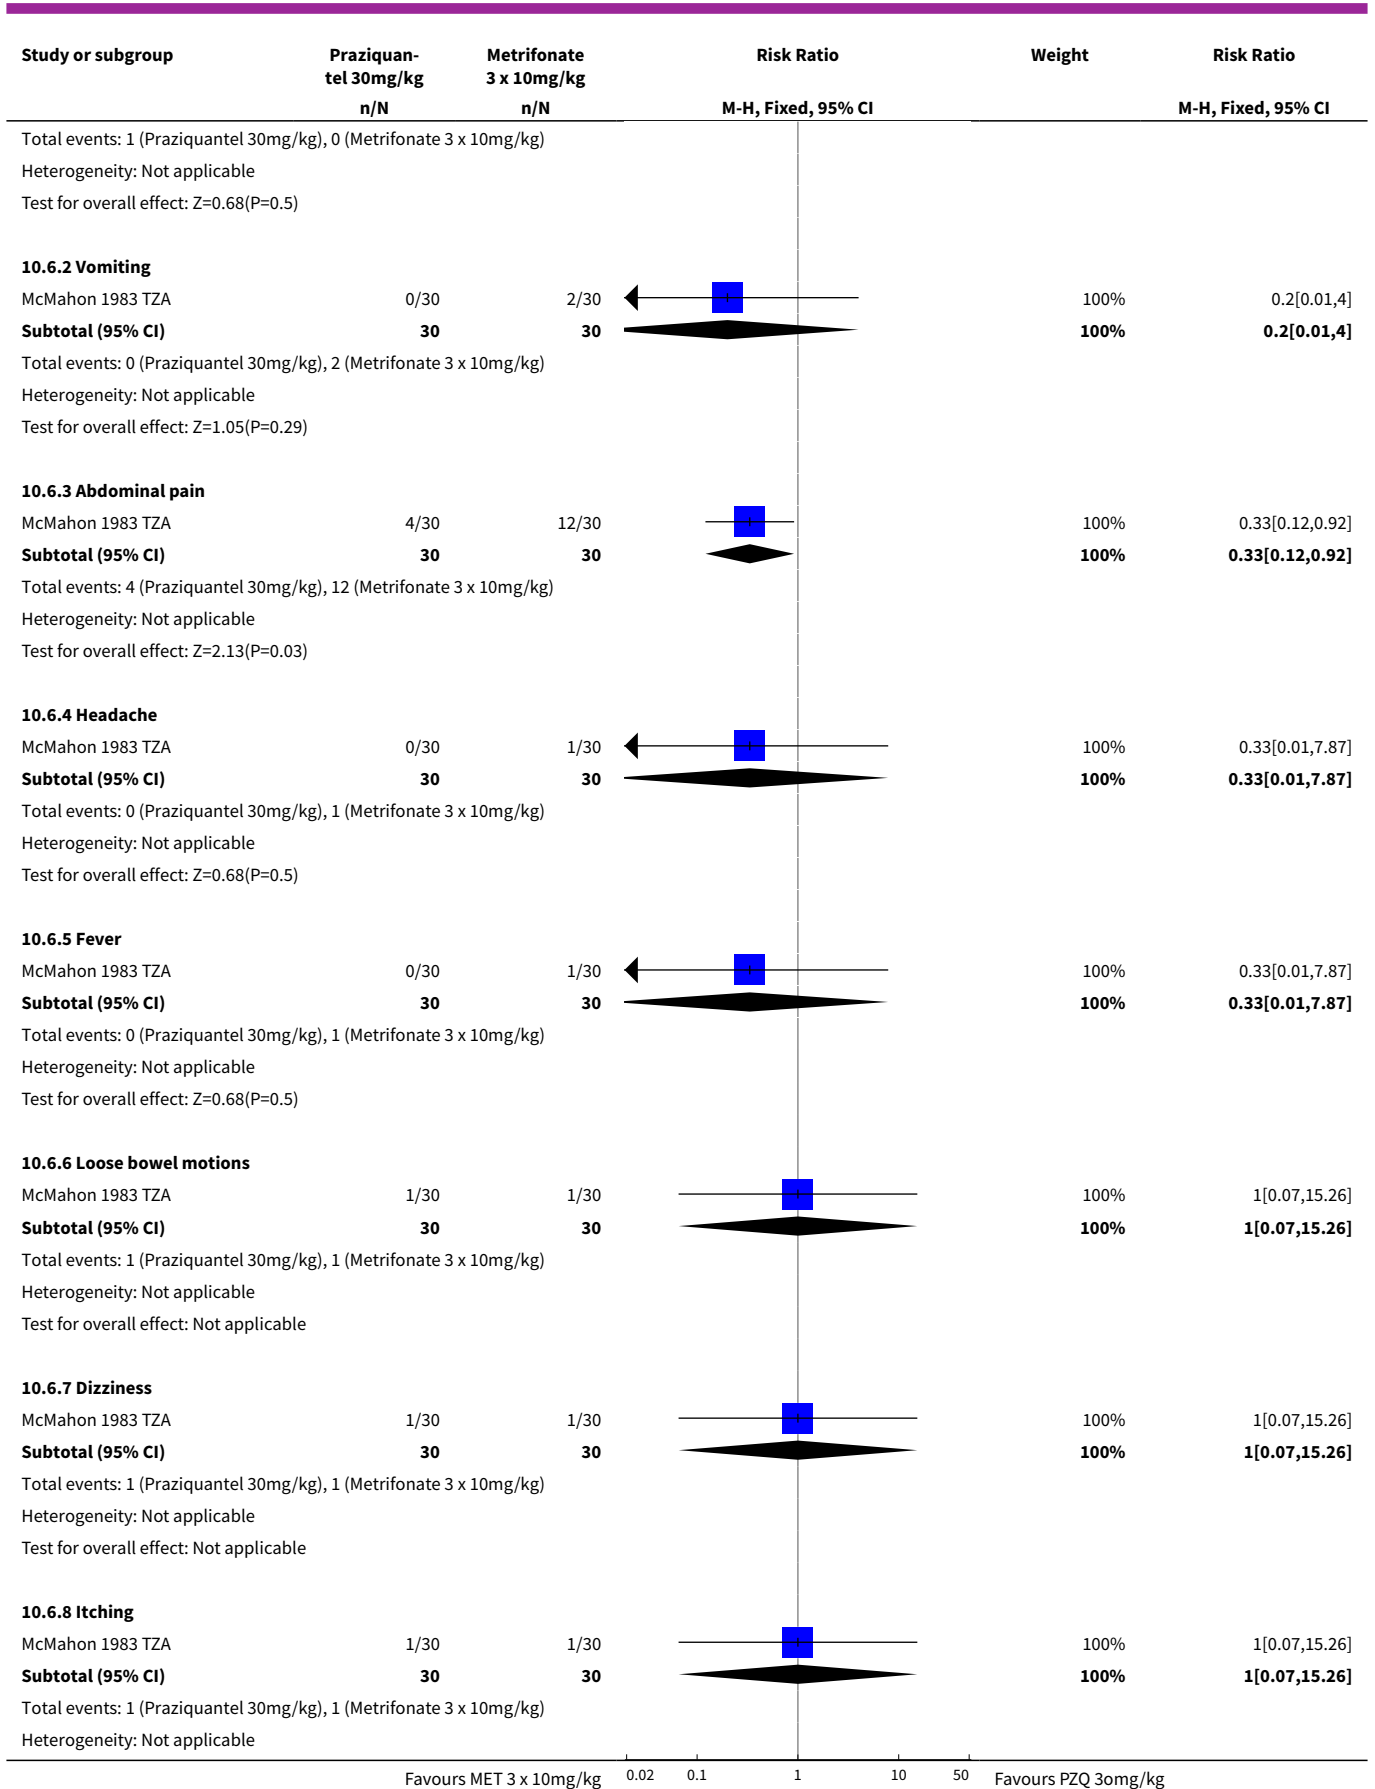 Study or subgroup Praziquan- Metrifonate Risk Ratio Weight Risk Ratio
tel 30mg/kg 3 x 10mg/kg
n/N n/N M-H, Fixed, 95% CI M-H, Fixed, 95% CI
Total events: 1 (Praziquantel 30mg/kg), 0 (Metrifonate 3 x 10mg/kg)
Heterogeneity: Not applicable
Test for overall effect: Z=0.68(P=0.5)
10.6.2 Vomiting
McMahon 1983 TZA 0/30 2/30 100% 0.2[0.01,4]
Subtotal (95% CI) 30 30 100% 0.2[0.01,4]
Total events: 0 (Praziquantel 30mg/kg), 2 (Metrifonate 3 x 10mg/kg)
Heterogeneity: Not applicable
Test for overall effect: Z=1.05(P=0.29)
10.6.3 Abdominal pain
McMahon 1983 TZA 4/30 12/30 100% 0.33[0.12,0.92]
Subtotal (95% CI) 30 30 100% 0.33[0.12,0.92]
Total events: 4 (Praziquantel 30mg/kg), 12 (Metrifonate 3 x 10mg/kg)
Heterogeneity: Not applicable
Test for overall effect: Z=2.13(P=0.03)
10.6.4 Headache
McMahon 1983 TZA 0/30 1/30 100% 0.33[0.01,7.87]
Subtotal (95% CI) 30 30 100% 0.33[0.01,7.87]
Total events: 0 (Praziquantel 30mg/kg), 1 (Metrifonate 3 x 10mg/kg)
Heterogeneity: Not applicable
Test for overall effect: Z=0.68(P=0.5)
10.6.5 Fever
McMahon 1983 TZA 0/30 1/30 100% 0.33[0.01,7.87]
Subtotal (95% CI) 30 30 100% 0.33[0.01,7.87]
Total events: 0 (Praziquantel 30mg/kg), 1 (Metrifonate 3 x 10mg/kg)
Heterogeneity: Not applicable
Test for overall effect: Z=0.68(P=0.5)
10.6.6 Loose bowel motions
McMahon 1983 TZA 1/30 1/30 100% 1[0.07,15.26]
Subtotal (95% CI) 30 30 100% 1[0.07,15.26]
Total events: 1 (Praziquantel 30mg/kg), 1 (Metrifonate 3 x 10mg/kg)
Heterogeneity: Not applicable
Test for overall effect: Not applicable
10.6.7 Dizziness
McMahon 1983 TZA 1/30 1/30 100% 1[0.07,15.26]
Subtotal (95% CI) 30 30 100% 1[0.07,15.26]
Total events: 1 (Praziquantel 30mg/kg), 1 (Metrifonate 3 x 10mg/kg)
Heterogeneity: Not applicable
Test for overall effect: Not applicable
10.6.8 Itching
McMahon 1983 TZA 1/30 1/30 100% 1[0.07,15.26]
Subtotal (95% CI) 30 30 100% 1[0.07,15.26]
Total events: 1 (Praziquantel 30mg/kg), 1 (Metrifonate 3 x 10mg/kg)
Heterogeneity: Not applicable
Favours MET 3 x 10mg/kg 0.02 0.1 1 10 50 Favours PZQ 3omg/kg